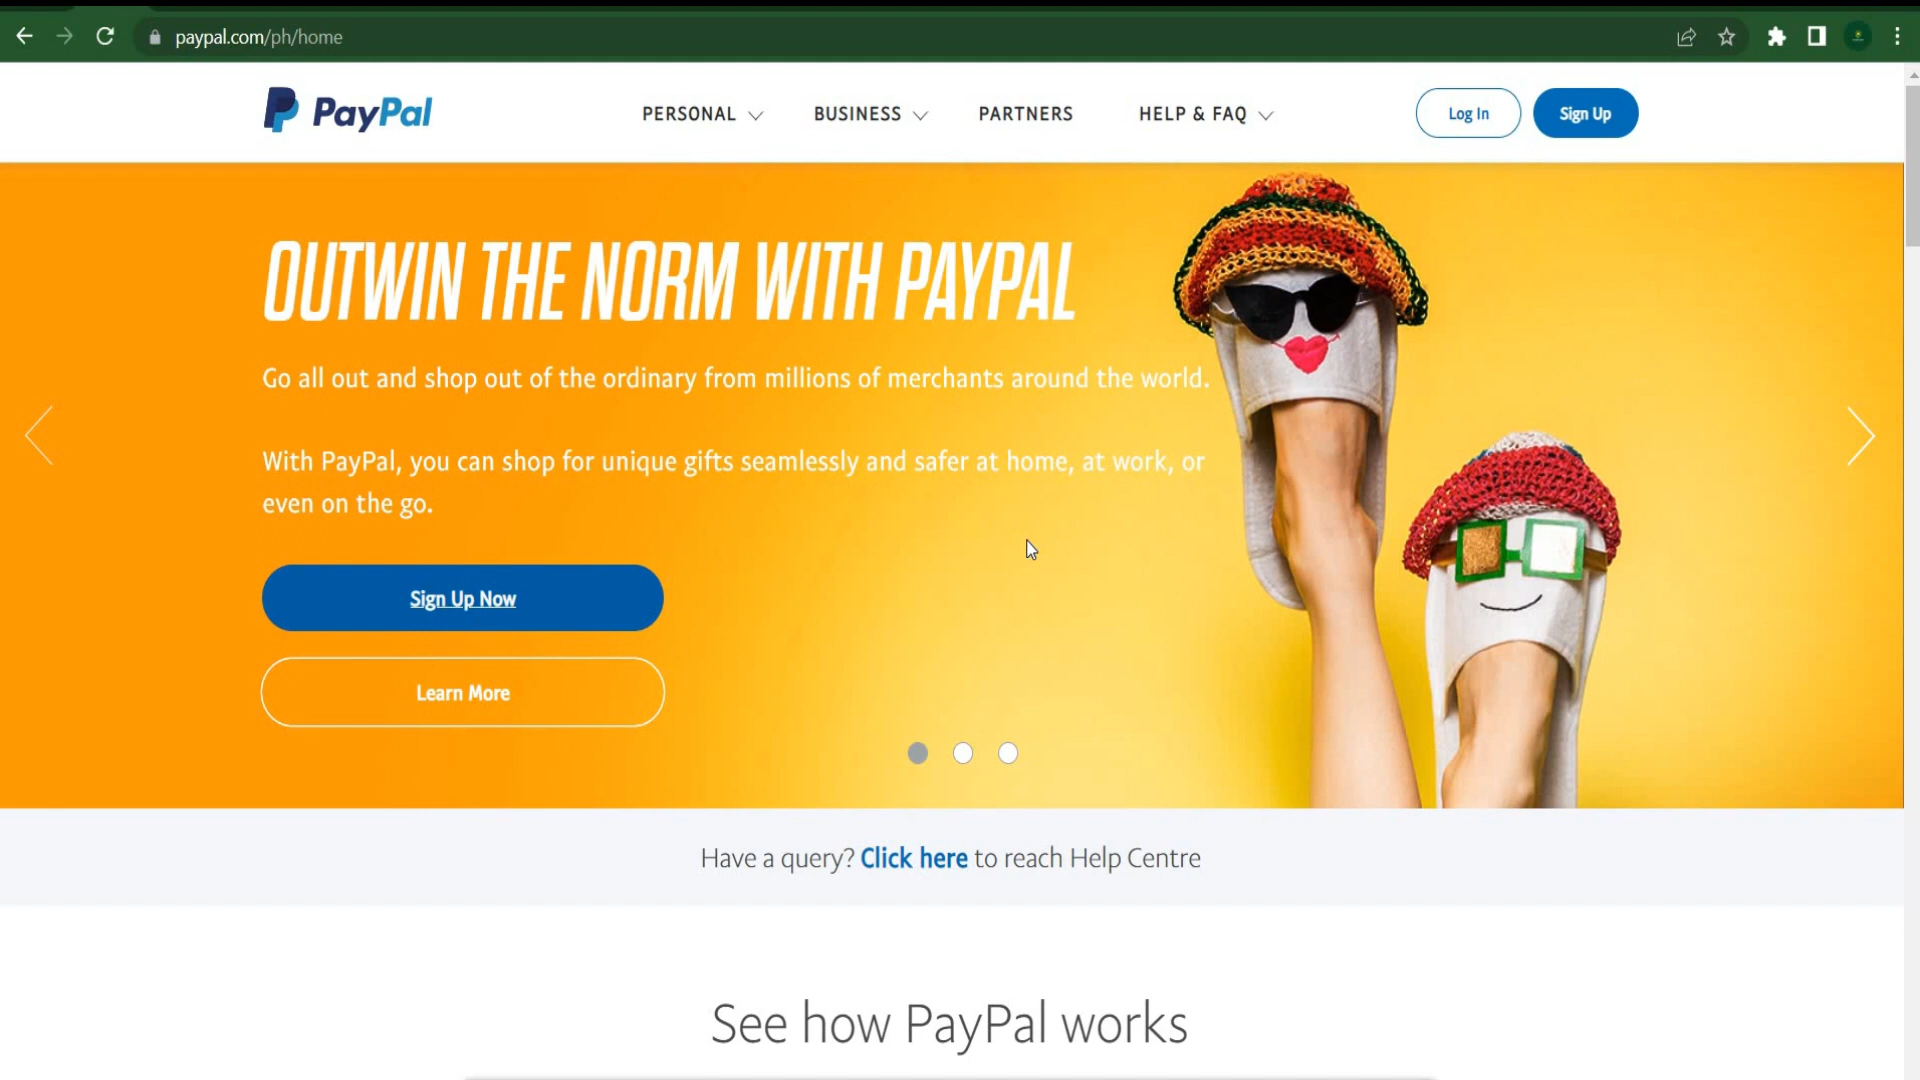 paypal.com/ph/home
PayPal
PERSONAL
BUSINESS
PARTNERS
HELP & FAQ
Log In
Sign Up
OUTWIN THE NORM WITH PAYPAL
Go all out and shop out of the ordinary from millions of merchants around the world.
With PayPal, you can shop for unique gifts seamlessly and safer at home, at work, or
even on the go.
Sign Up Now
Learn More
Have a query? Click here to reach Help Centre
See how PayPal works